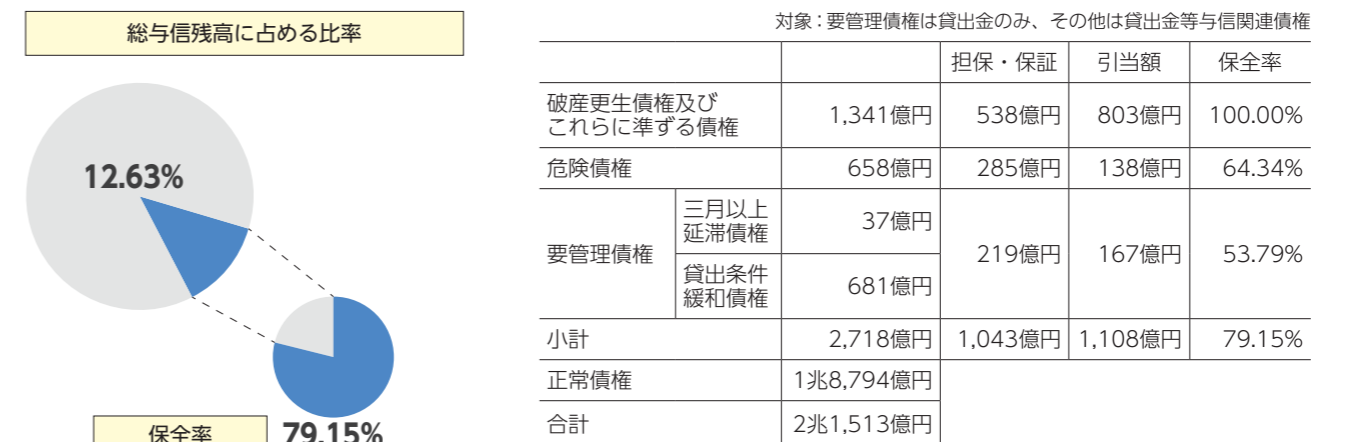 総与信残高に占める比率
12.63%
保全率
79.15%
対象：要管理債権は貸出金のみ、その他は貸出金等与信関連債権
担保・保証 引当額 保全率
破産更生債権及び
これらに準ずる債権 1,341億円 538億円 803億円 100.00%
危険債権 658億円 285億円 138億円 64.34%
要管理債権
三月以上
延滞債権 37億円
貸出条件
緩和債権 681億円
219億円 167億円 53.79%
小計 2,718億円 1,043億円 1,108億円 79.15%
正常債権 1兆8,794億円
合計 2兆1,513億円